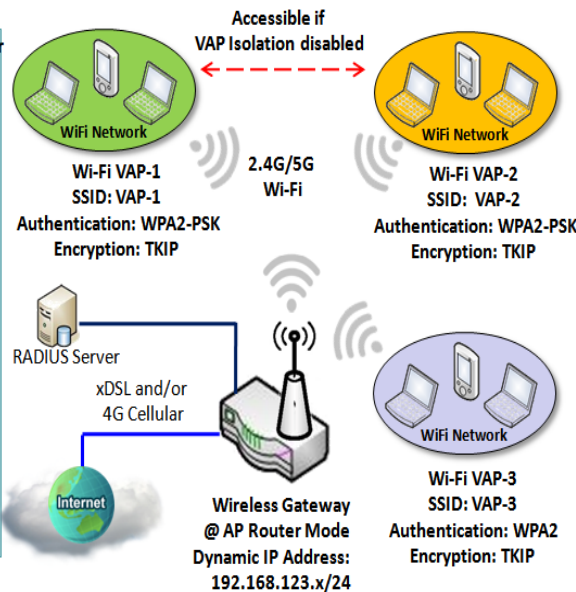 Accessible if
VAP Isolation disabled
r
WiFi Network
WiFi Network
Wi-Fi VAP-1
SSID: VAP-1
Authentication: WPA2-PSK
Encryption: TKIP
2.4G/5G
Wi-Fi
Wi-Fi VAP-2
SSID: VAP-2
Authentication: WPA2-PSK
Encryption: TKIP
RADIUS Server
xDSL and/or
4G Cellular
Internet
Wireless Gateway
@ AP Router Mode
Dynamic IP Address:
192.168.123.x/24
WiFi Network
Wi-Fi VAP-3
SSID: VAP-3
Authentication: WPA2
Encryption: TKIP